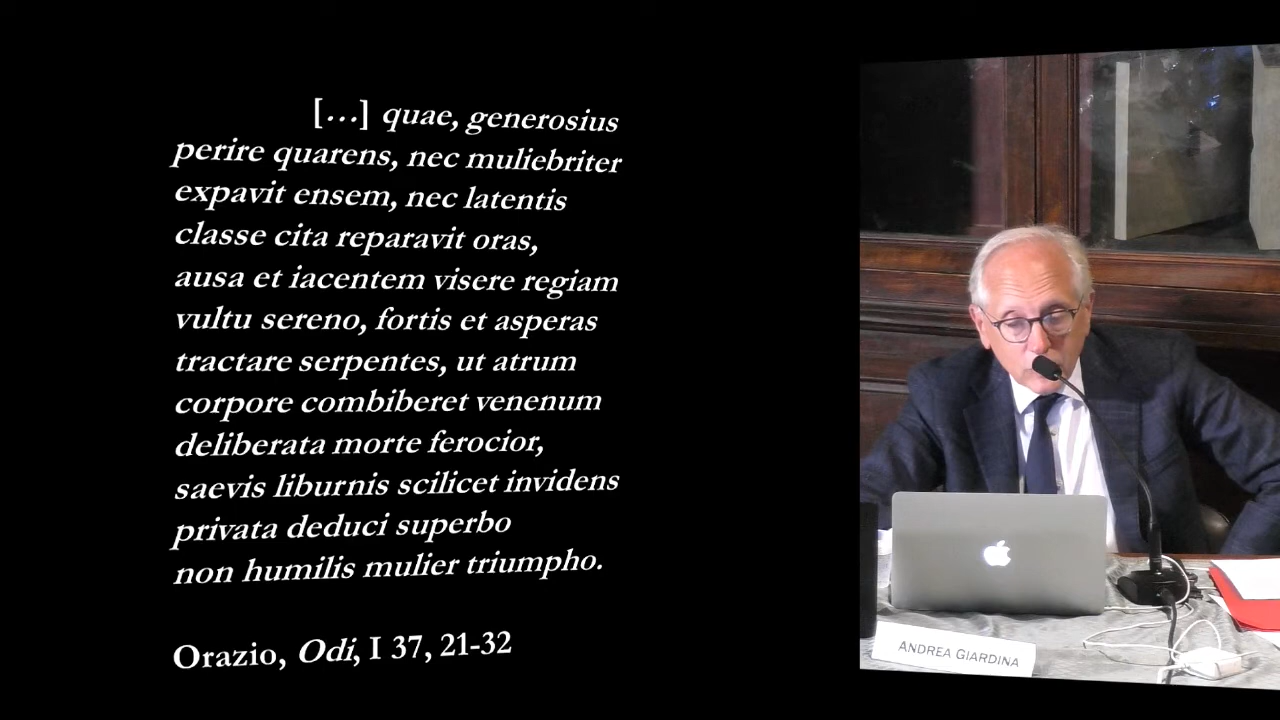 […] quae, generosius
perire quarens, nec muliebriter
expavit ensem, nec latentis
classe cita reparavit oras,
ausa et iacentem visere regiam
vultu sereno, fortis et asperas
tractare serpentes, ut atrum
corpore combiberet venenum
deliberata morte ferocior,
saevis liburnis scilicet invidens
privata deduci superbo
non humilis mulier triumpho.
Orazio, Odi, I 37, 21-32
ANDREA GIARDINA